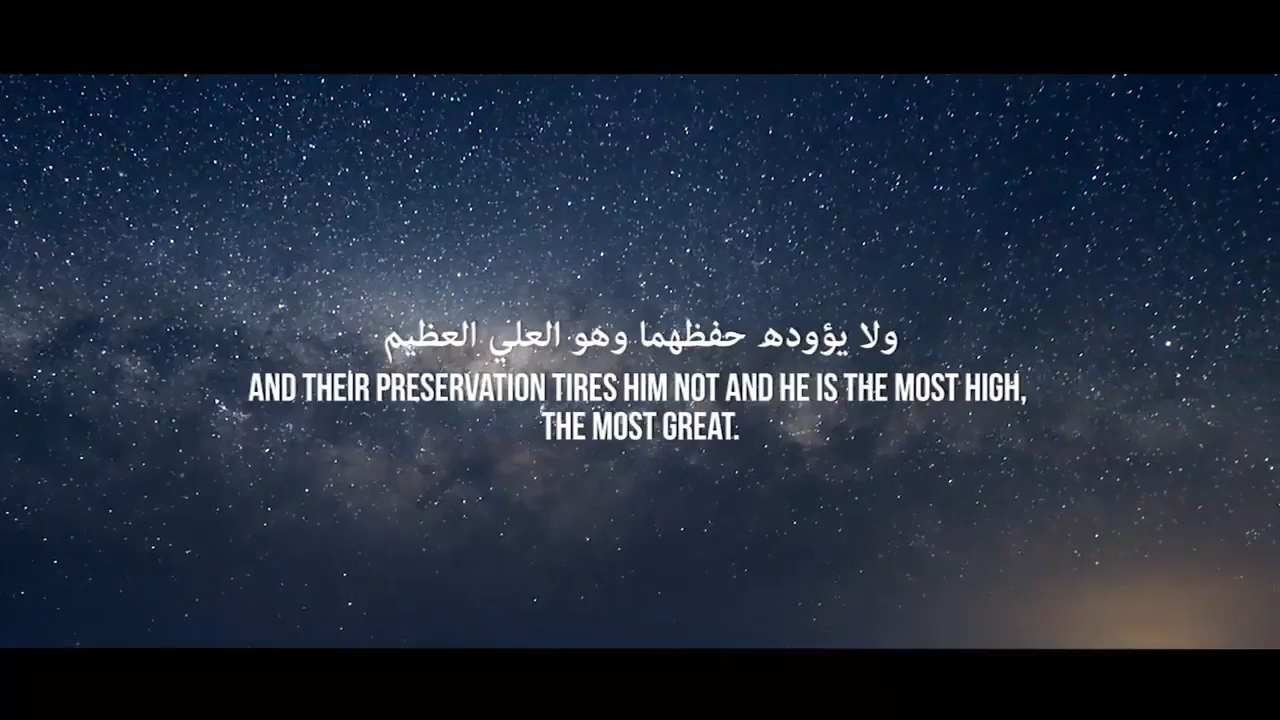 ولا يؤوده حفظهما وهو العلي العظيم
AND THEIR PRESERVATION TIRES HIM NOT AND HE IS THE MOST HIGH,
THE MOST GREAT.